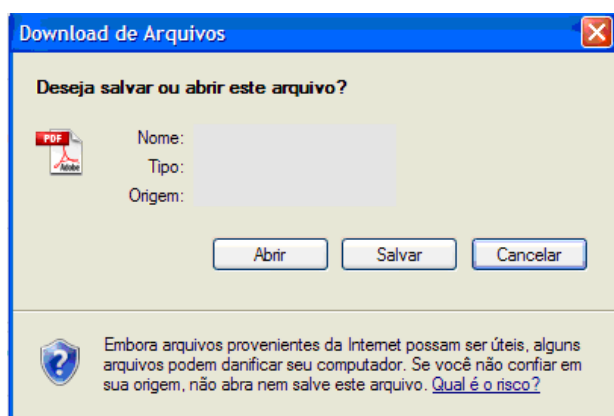 Download de Arquivos
Deseja salvar ou abrir este arquivo?
PDF
Adobe
Nome:
Tipo:
Origem:
Abrir
Salvar
Cancelar
Embora arquivos provenientes da Internet possam ser úteis, alguns
arquivos podem danificar seu computador. Se você não confiar em
sua origem, não abra nem salve este arquivo. Qual é o risco?